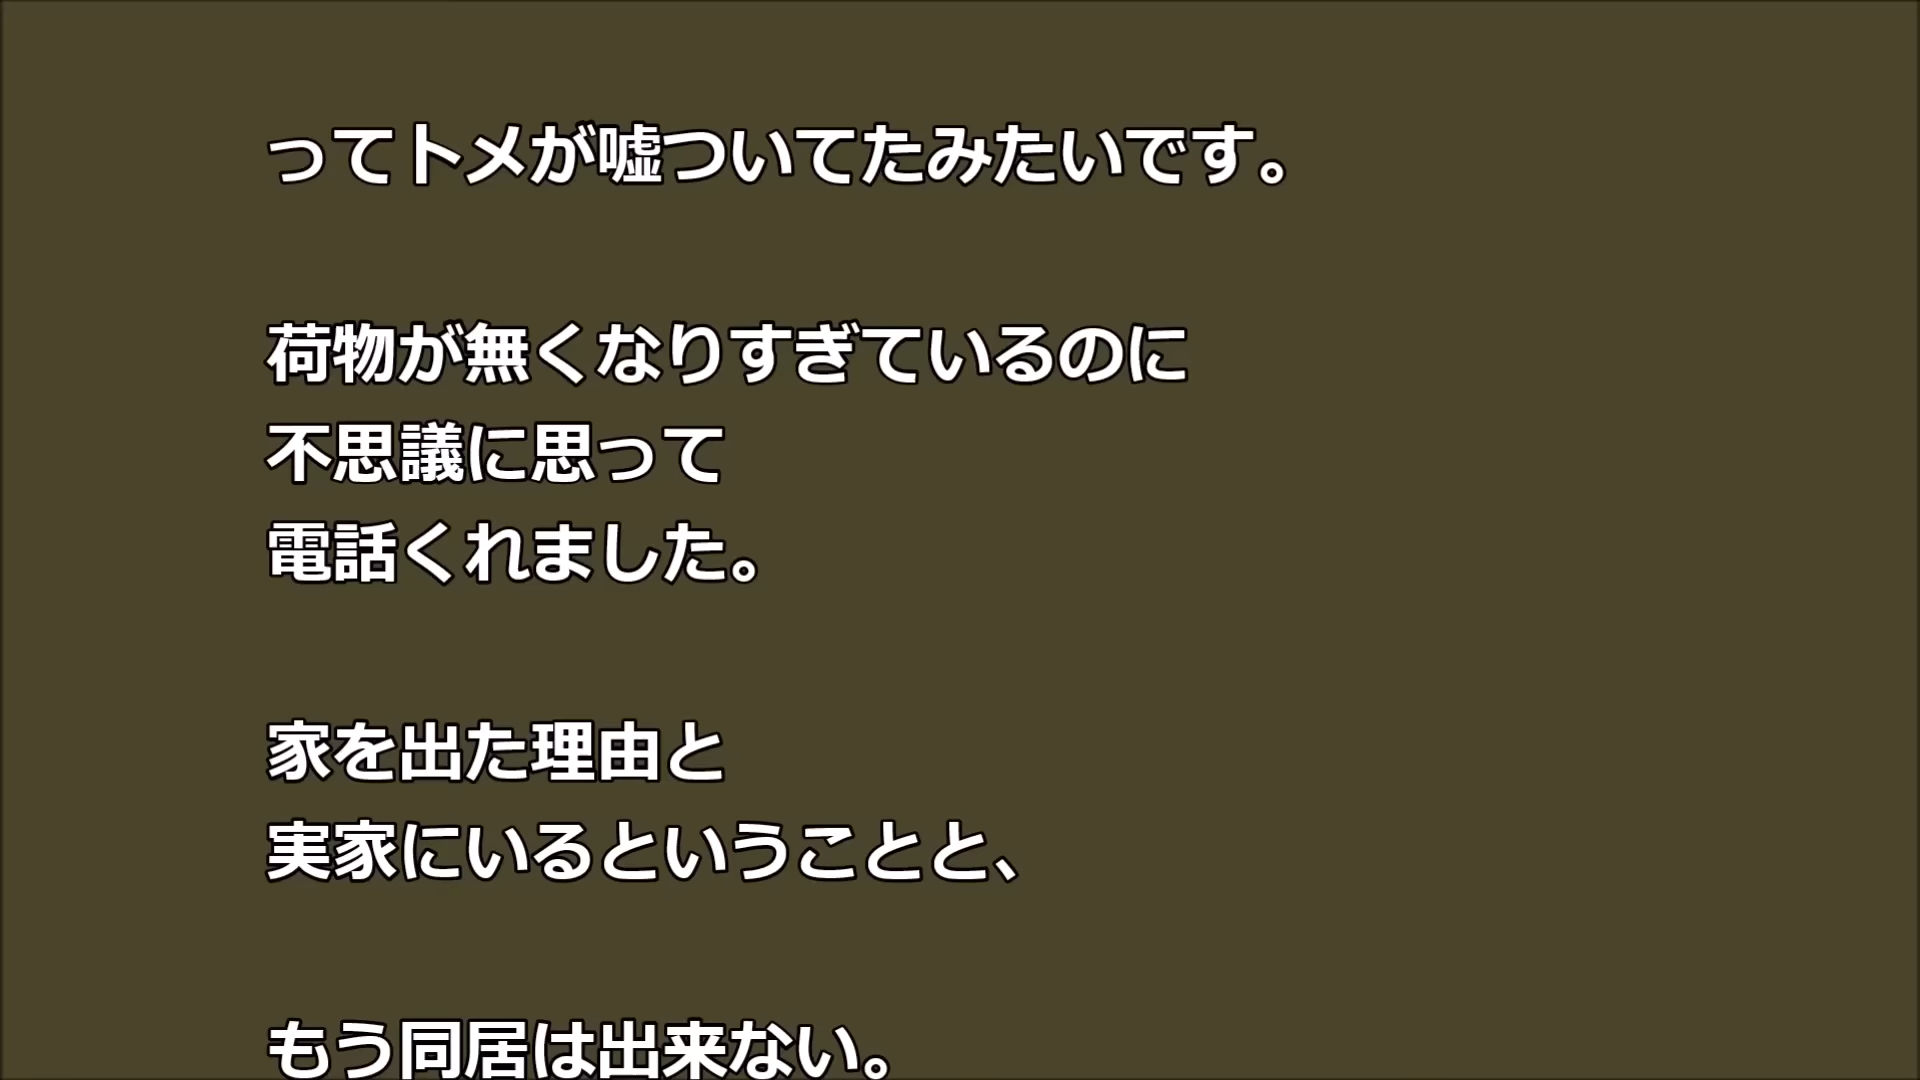 ってトメが嘘ついてたみたいです。
荷物が無くなりすぎているのに
不思議に思って
電話くれました。
家を出た理由と
実家にいるということと、
もう同居は出来ない。